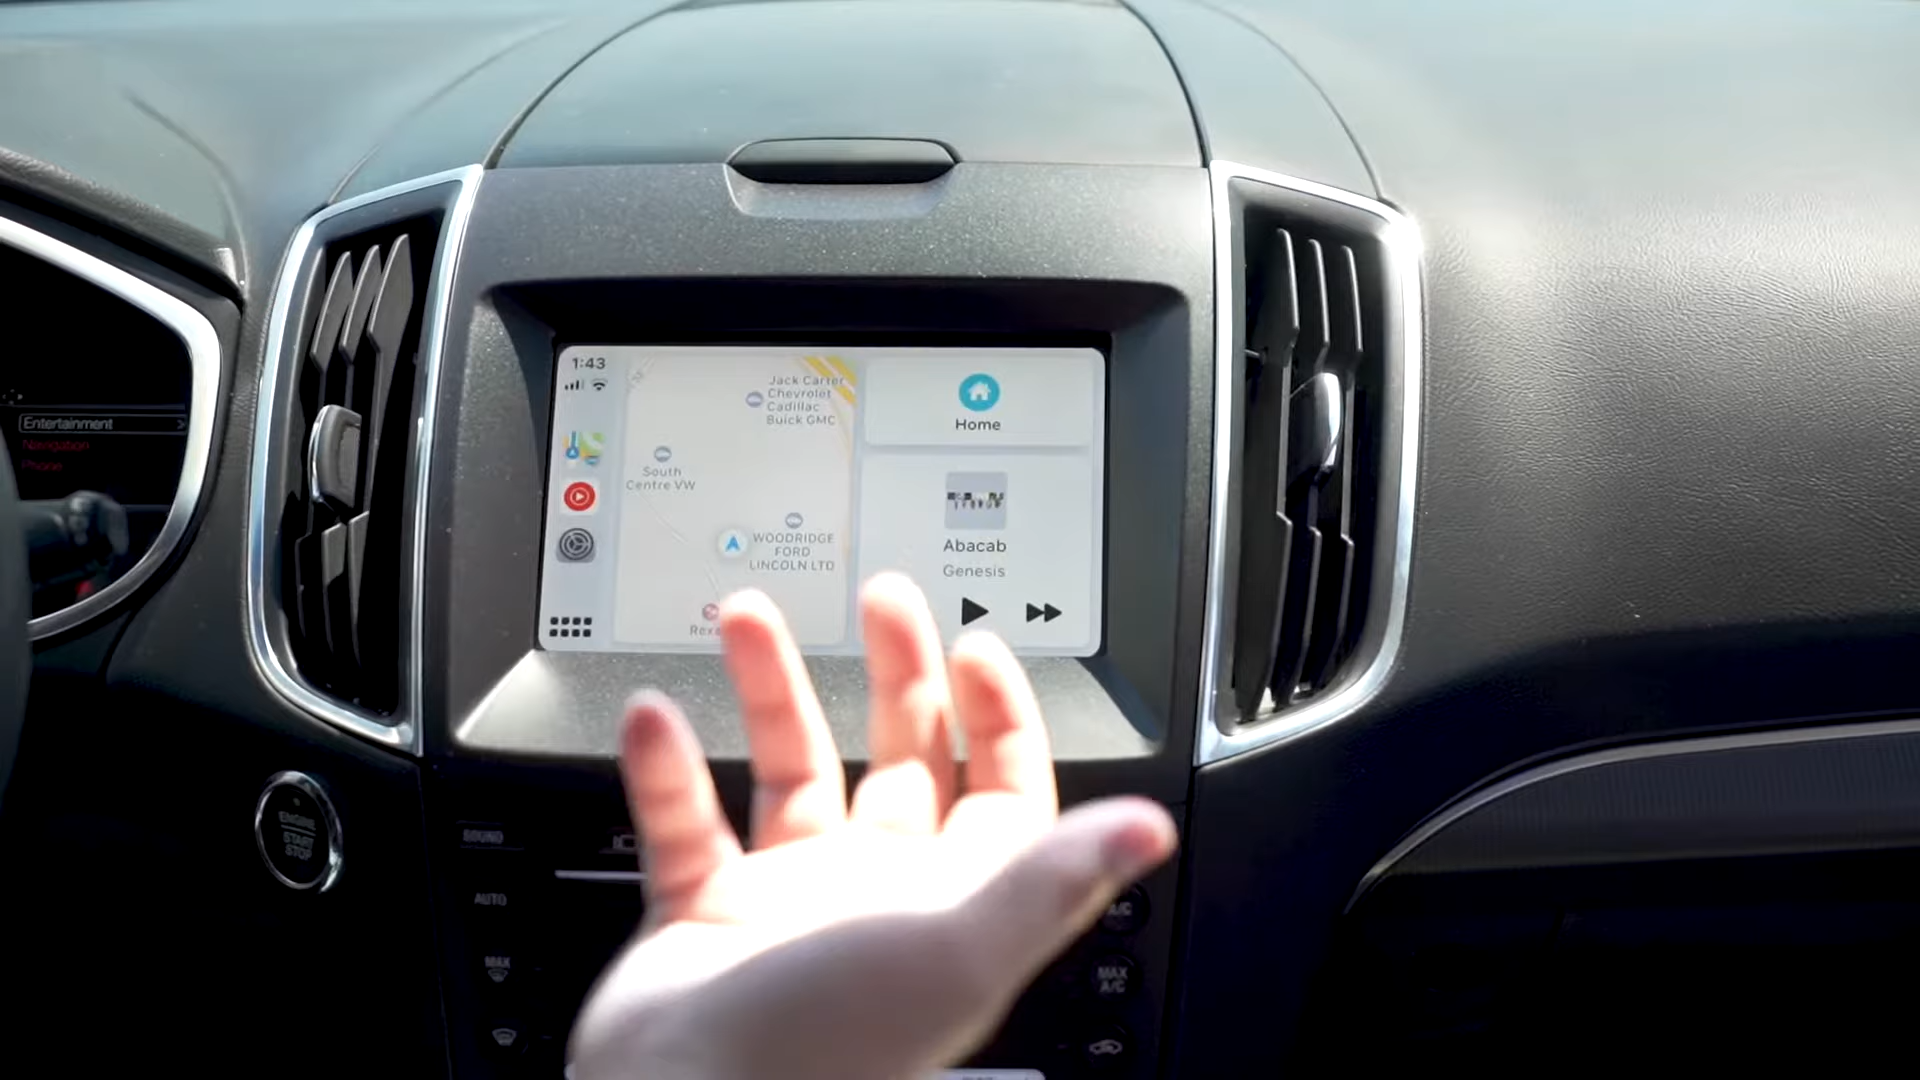 1:43
Jack Carter
Chevrolet
Cadillac
Buick GMC
South
Centre VW
WOODRIDGE
FORD
LINCOLN LTD
Home
Abacab
Genesis
Entertainment
Navigation
Phone
ENGINE
START
STOP
SOUND
AUTO
MAX
A/C
MAX
A/C